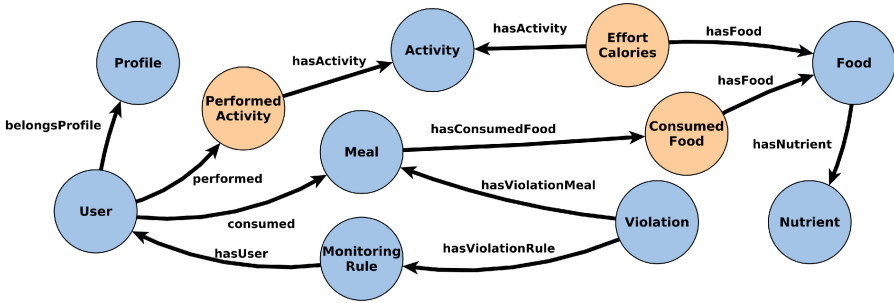 Effort
Calories
hasActivity
hasFood
Activity
hasActivity
Profile
Food
hasFood
Performed
Activity
belongsProfile
hasConsumedFood
Consumed
Food
hasNutrient
Meal
performed
hasViolationMeal
User
consumed
Violation
Nutrient
hasUser
Monitoring
Rule
hasViolationRule